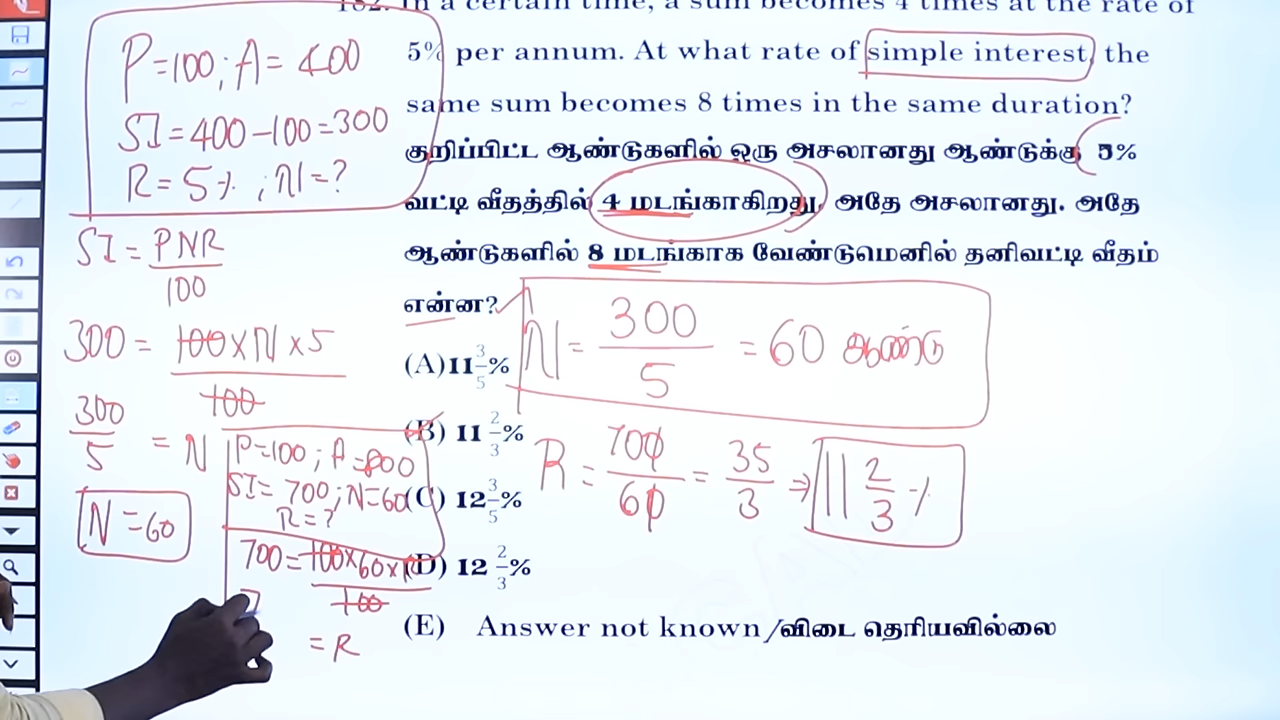 182. In a certain time, a sum becomes 4 times at the rate of
5% per annum. At what rate of simple interest, the
same sum becomes 8 times in the same duration?
குறிப்பிட்ட ஆண்டுகளில் ஒரு அசலானது ஆண்டுக்கு 5%
வட்டி வீதத்தில் 4 மடங்காகிறது. அதே அசலானது. அதே
ஆண்டுகளில் 8 மடங்காக வேண்டுமெனில் தனிவட்டி வீதம்
என்ன?
(A) 11 3/5 %
(B) 11 2/3 %
(C) 12 3/5 %
(D) 12 2/3 %
(E) Answer not known/விடை தெரியவில்லை
P=100; A=400
SI=400-100=300
R=5%; N=?
SI = PNR/100
300 = 100×N×5/100
300/5 = N
N=60
P=100; A=800
SI=700; N=60
R=?
700=100×60×R/100
= R
N = 300/5 = 60 ஆண்டு
R = 700/60 = 35/3 ⇒ 11 2/3 %